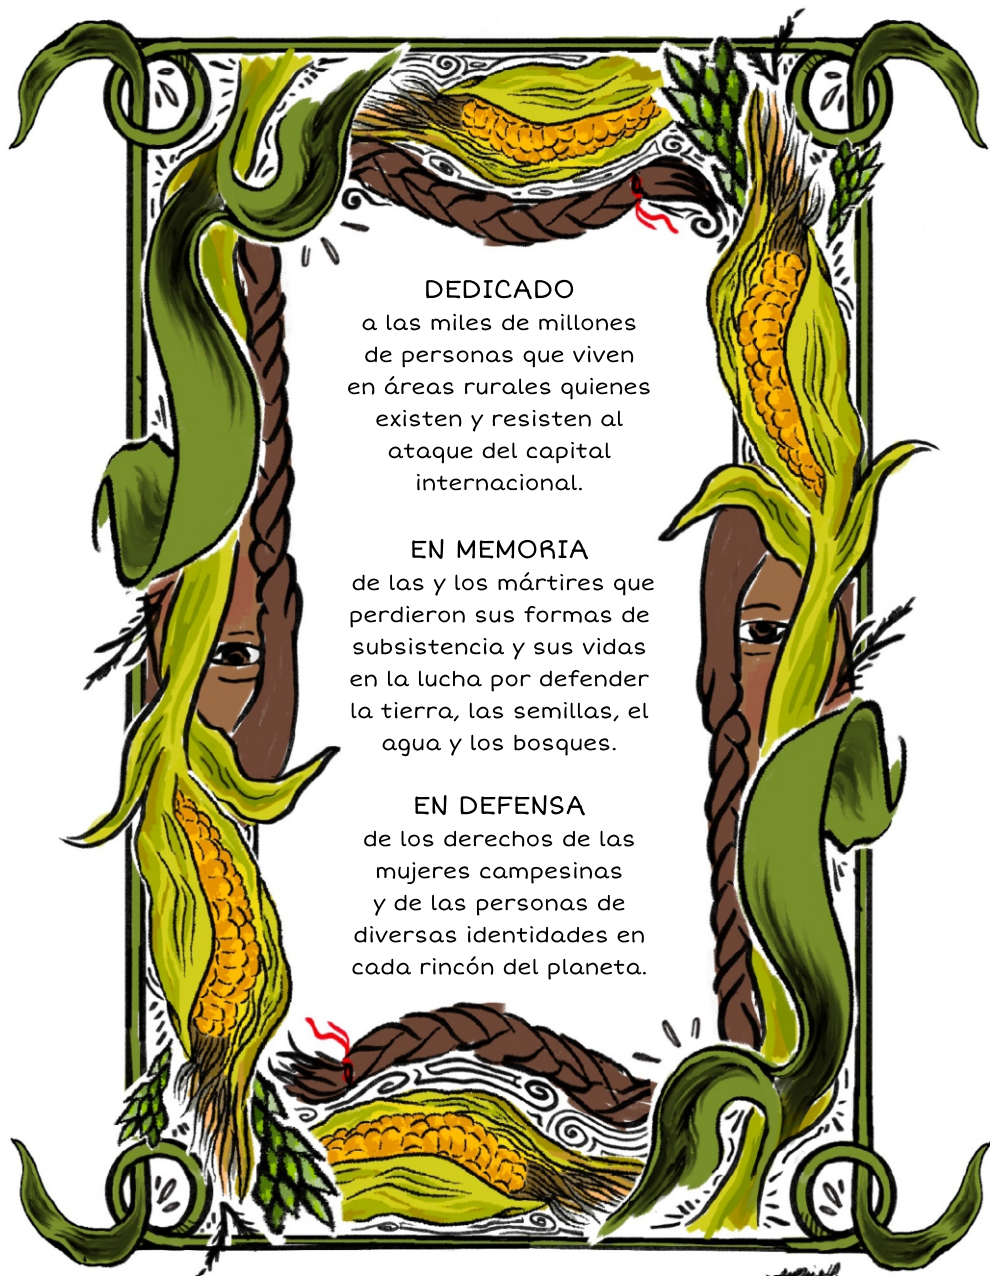 DEDICADO
a las miles de millones
de personas que viven
en áreas rurales quienes
existen y resisten al
ataque del capital
internacional.
EN MEMORIA
de las y los mártires que
perdieron sus formas de
subsistencia y sus vidas
en la lucha por defender
la tierra, las semillas, el
agua y los bosques.
EN DEFENSA
de los derechos de las
mujeres campesinas
y de las personas de
diversas identidades en
cada rincón del planeta.